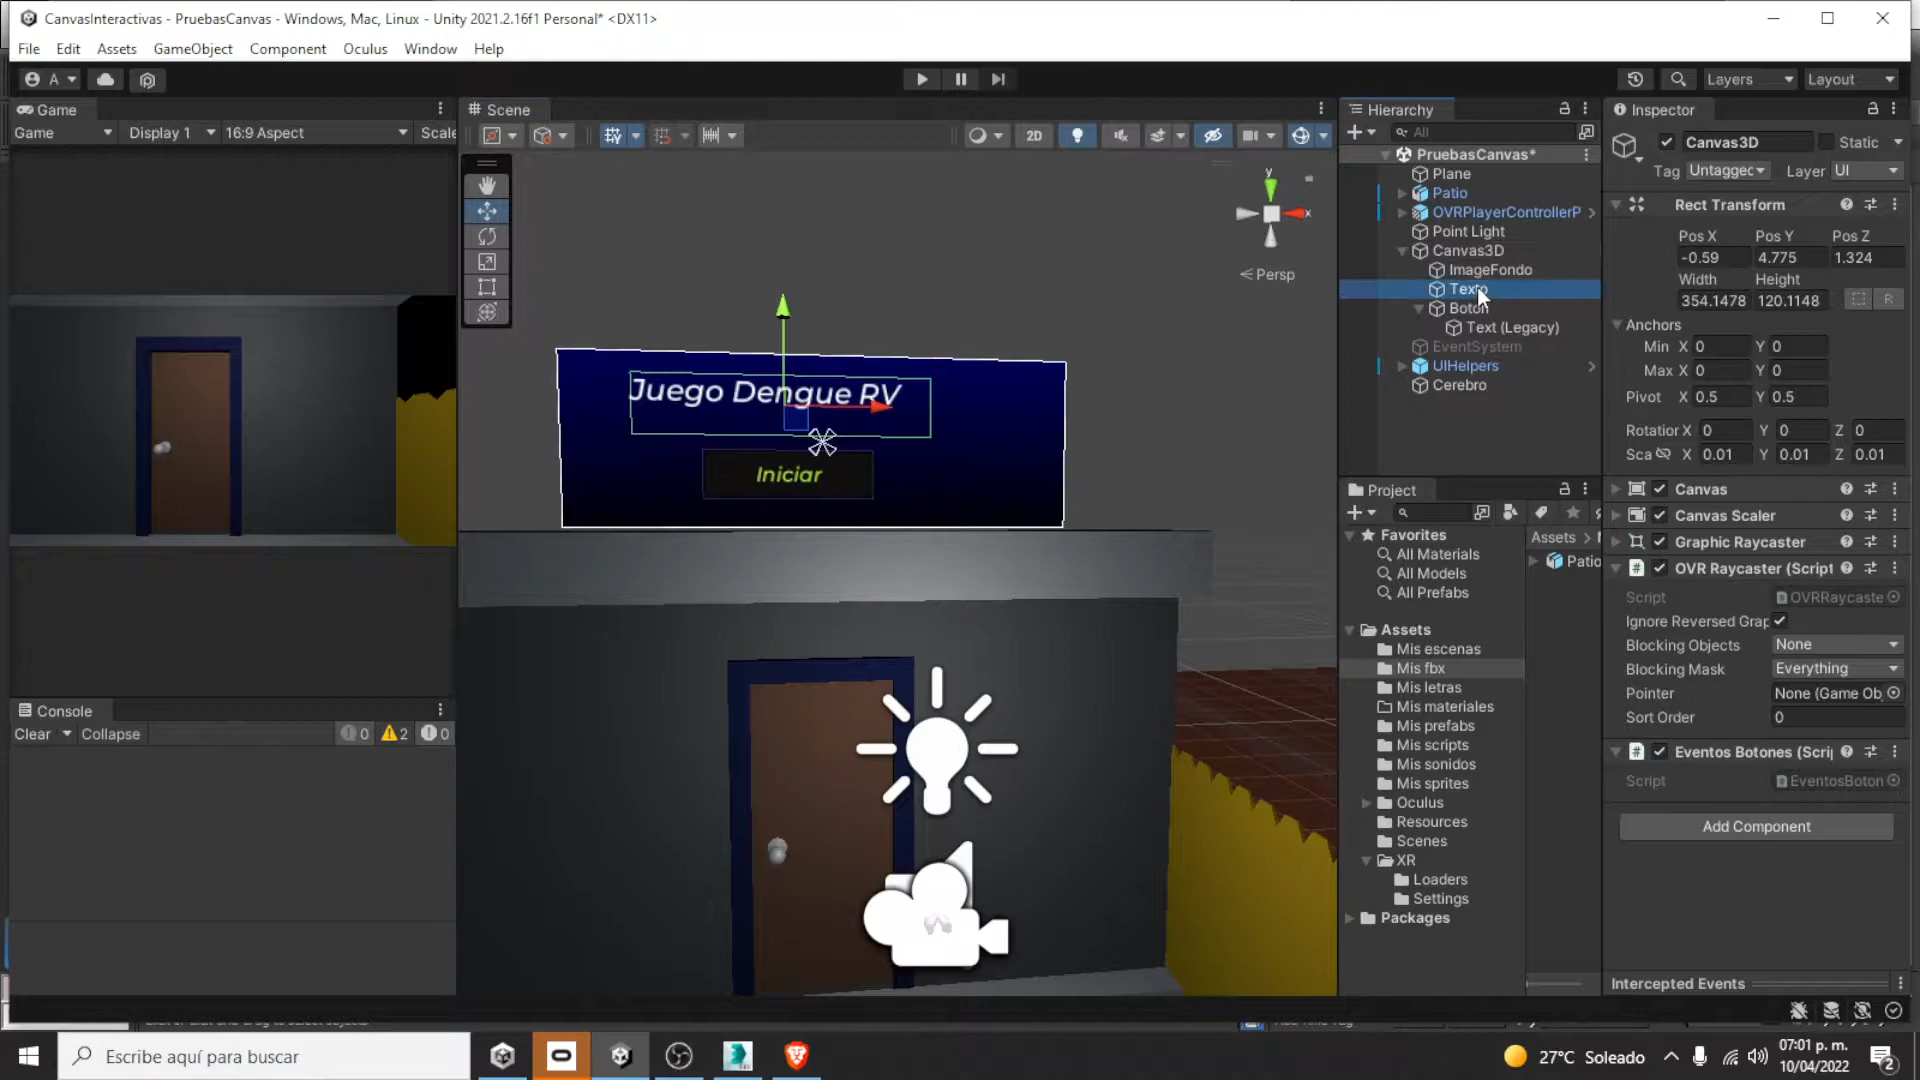 CanvasInteractivas - PruebasCanvas - Windows, Mac, Linux - Unity 2021.2.16f1 Personal* <DX11>
File Edit Assets GameObject Component Oculus Window Help
A
Layers Layout
Game
Game Display 1 16:9 Aspect Scale
Scene
2D
y
x
Persp
Juego Dengue RV
Iniciar
Console
Clear Collapse 0 2 0
Hierarchy
All
PruebasCanvas*
Plane
Patio
OVRPlayerControllerP
Point Light
Canvas3D
ImageFondo
Texto
Boton
Text (Legacy)
EventSystem
UIHelpers
Cerebro
Project
Favorites
All Materials
All Models
All Prefabs
Assets
Mis escenas
Mis fbx
Mis letras
Mis materiales
Mis prefabs
Mis scripts
Mis sonidos
Mis sprites
Oculus
Resources
Scenes
XR
Loaders
Settings
Packages
Assets >
Patio
Inspector
Canvas3D Static
Tag Untagged Layer UI
Rect Transform
Pos X Pos Y Pos Z
-0.59 4.775 1.324
Width Height
354.1478 120.1148 R
Anchors
Min X 0 Y 0
Max X 0 Y 0
Pivot X 0.5 Y 0.5
Rotation X 0 Y 0 Z 0
Sca X 0.01 Y 0.01 Z 0.01
Canvas
Canvas Scaler
Graphic Raycaster
OVR Raycaster (Script
Script OVRRaycaste
Ignore Reversed Grap
Blocking Objects None
Blocking Mask Everything
Pointer None (Game Ob
Sort Order 0
Eventos Botones (Scri
Script EventosBoton
Add Component
Intercepted Events
Escribe aquí para buscar
27°C Soleado
07:01 p. m.
10/04/2022
2